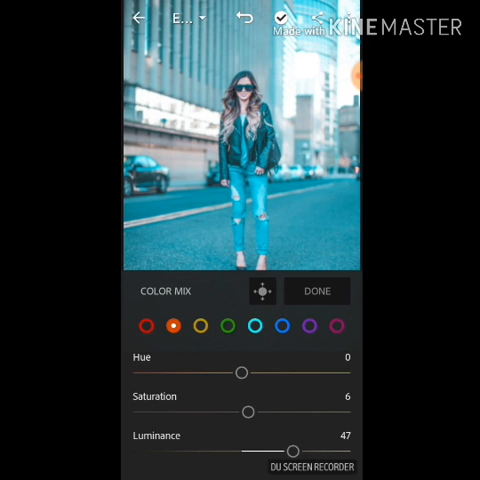 E...
Made with KINEMASTER
COLOR MIX
DONE
Hue 0
Saturation 6
Luminance 47
DU SCREEN RECORDER